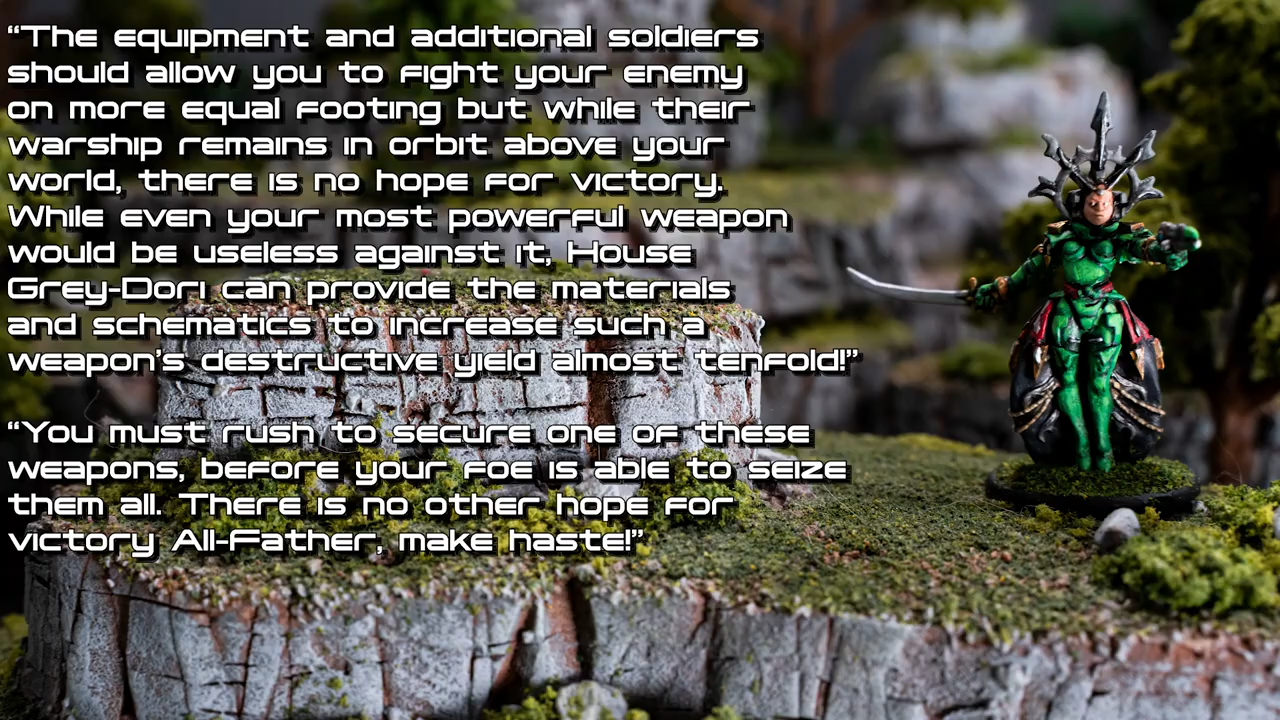 “The equipment and additional soldiers
should allow you to fight your enemy
on more equal footing but while their
warship remains in orbit above your
world, there is no hope for victory.
While even your most powerful weapon
would be useless against it, House
Grey-Dori can provide the materials
and schematics to increase such a
weapon’s destructive yield almost tenfold!”
“You must rush to secure one of these
weapons, before your foe is able to seize
them all. There is no other hope for
victory All-Father, make haste!”